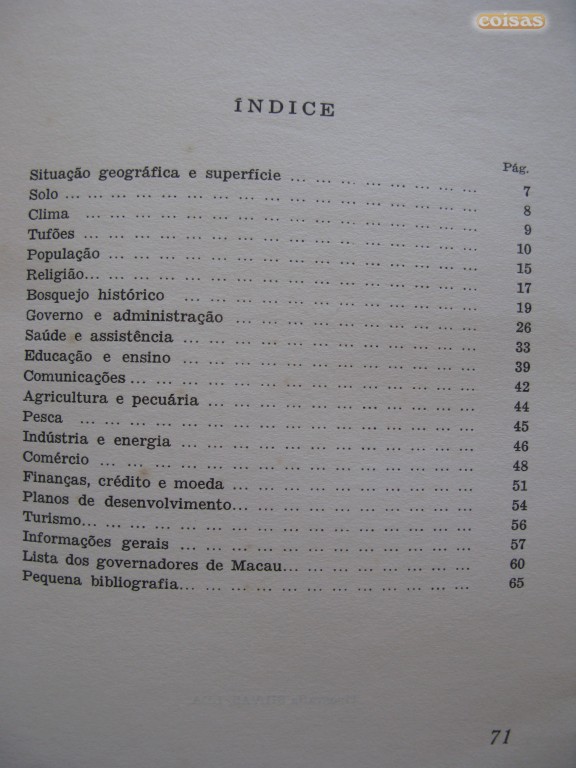 coisas
ÍNDICE
Pág.
Situação geográfica e superfície ... ... ... ... ... ... ... 7
Solo ... ... ... ... ... ... ... ... ... ... ... ... ... ... ... 8
Clima ... ... ... ... ... ... ... ... ... ... ... ... ... ... 9
Tufões ... ... ... ... ... ... ... ... ... ... ... ... ... ... 10
População ... ... ... ... ... ... ... ... ... ... ... ... ... 15
Religião... ... ... ... ... ... ... ... ... ... ... ... ... ... 17
Bosquejo histórico ... ... ... ... ... ... ... ... ... ... 19
Governo e administração ... ... ... ... ... ... ... ... ... 26
Saúde e assistência ... ... ... ... ... ... ... ... ... ... 33
Educação e ensino ... ... ... ... ... ... ... ... ... ... 39
Comunicações ... ... ... ... ... ... ... ... ... ... ... ... 42
Agricultura e pecuária ... ... ... ... ... ... ... ... ... 44
Pesca ... ... ... ... ... ... ... ... ... ... ... ... ... ... 45
Indústria e energia ... ... ... ... ... ... ... ... ... ... 46
Comércio ... ... ... ... ... ... ... ... ... ... ... ... ... 48
Finanças, crédito e moeda ... ... ... ... ... ... ... ... 51
Planos de desenvolvimento... ... ... ... ... ... ... ... 54
Turismo... ... ... ... ... ... ... ... ... ... ... ... ... ... 56
Informações gerais ... ... ... ... ... ... ... ... ... ... 57
Lista dos governadores de Macau... ... ... ... ... ... ... 60
Pequena bibliografia... ... ... ... ... ... ... ... ... ... 65
71